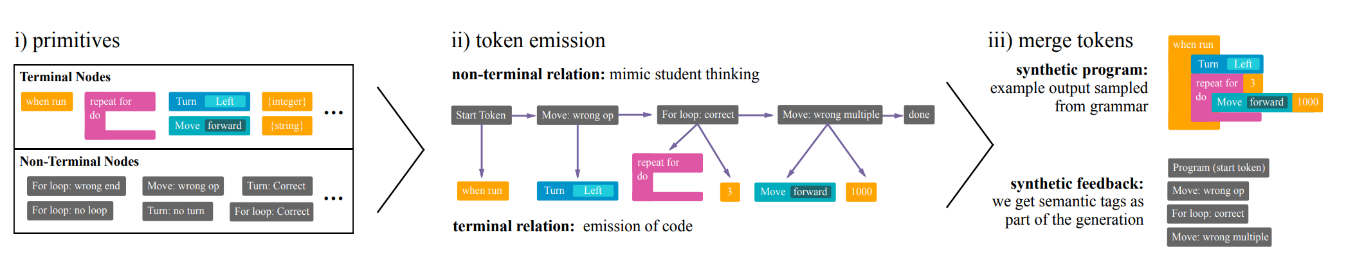 i) primitives
Terminal Nodes
when run
repeat for
do
Turn Left
Move forward
{integer}
{string}
...
Non-Terminal Nodes
For loop: wrong end
Move: wrong op
Turn: Correct
For loop: no loop
Turn: no turn
For loop: Correct
...
ii) token emission
non-terminal relation: mimic student thinking
Start Token
Move: wrong op
For loop: correct
Move: wrong multiple
done
when run
Turn Left
repeat for
do
3
Move forward
1000
terminal relation: emission of code
iii) merge tokens
synthetic program:
example output sampled
from grammar
when run
Turn Left
repeat for 3
do
Move forward 1000
synthetic feedback:
we get semantic tags as
part of the generation
Program (start token)
Move: wrong op
For loop: correct
Move: wrong multiple